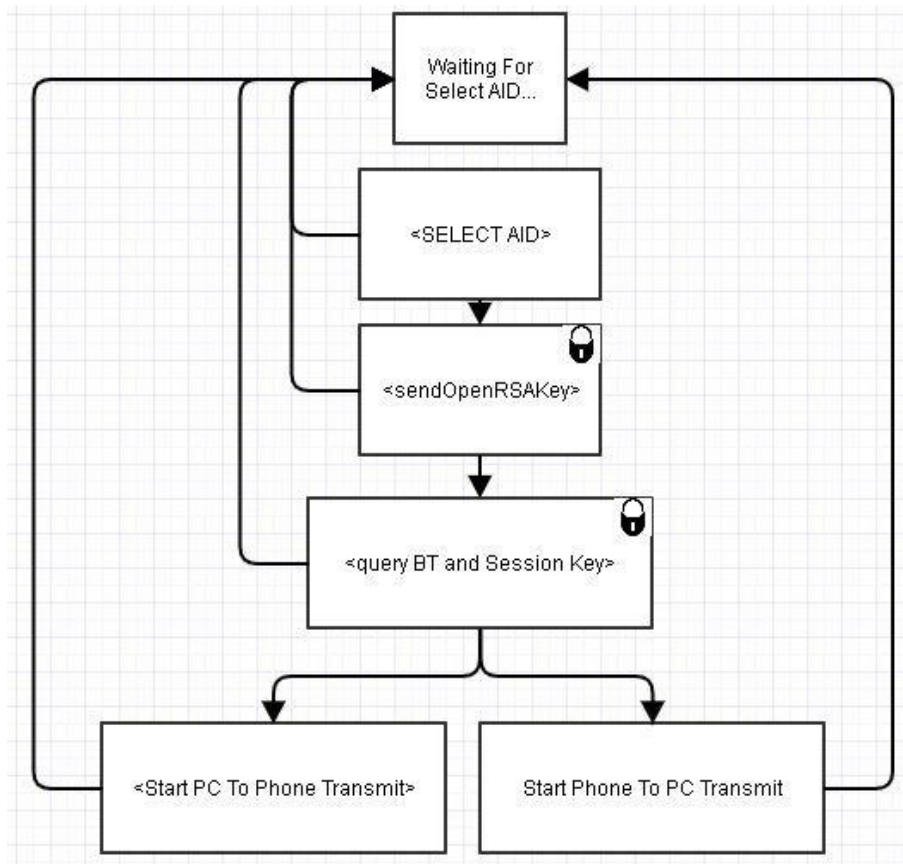 Waiting For
Select AID...
<SELECT AID>
<sendOpenRSAKey>
<query BT and Session Key>
<Start PC To Phone Transmit>
Start Phone To PC Transmit